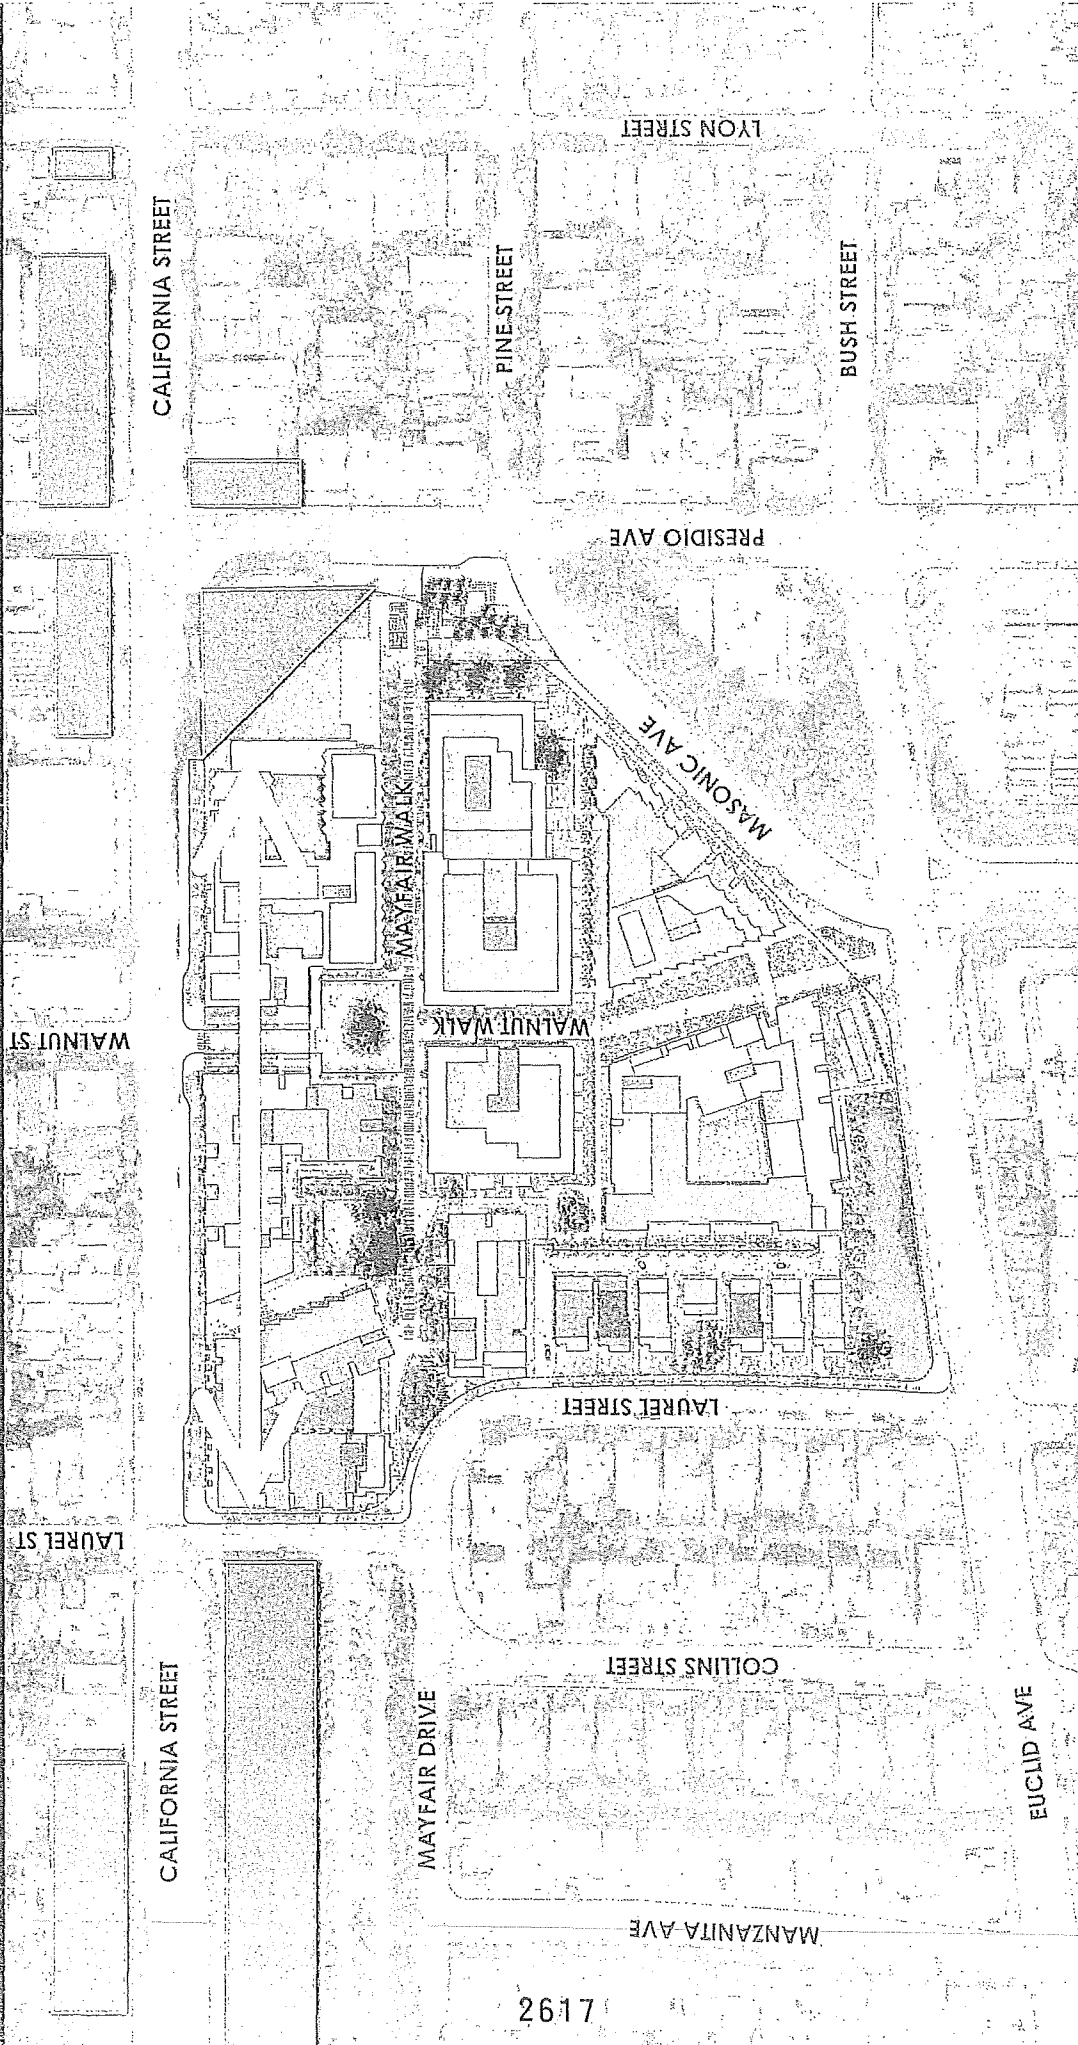 LYON STREET
CALIFORNIA STREET
PINE STREET
BUSH STREET
PRESIDIO AVE
MASONIC AVE
MAYFAIR WALK
WALNUT WALK
WALNUT ST
LAUREL STREET
LAUREL ST
COLLINS STREET
CALIFORNIA STREET
MAYFAIR DRIVE
EUCLID AVE
MANZANITA AVE
2617